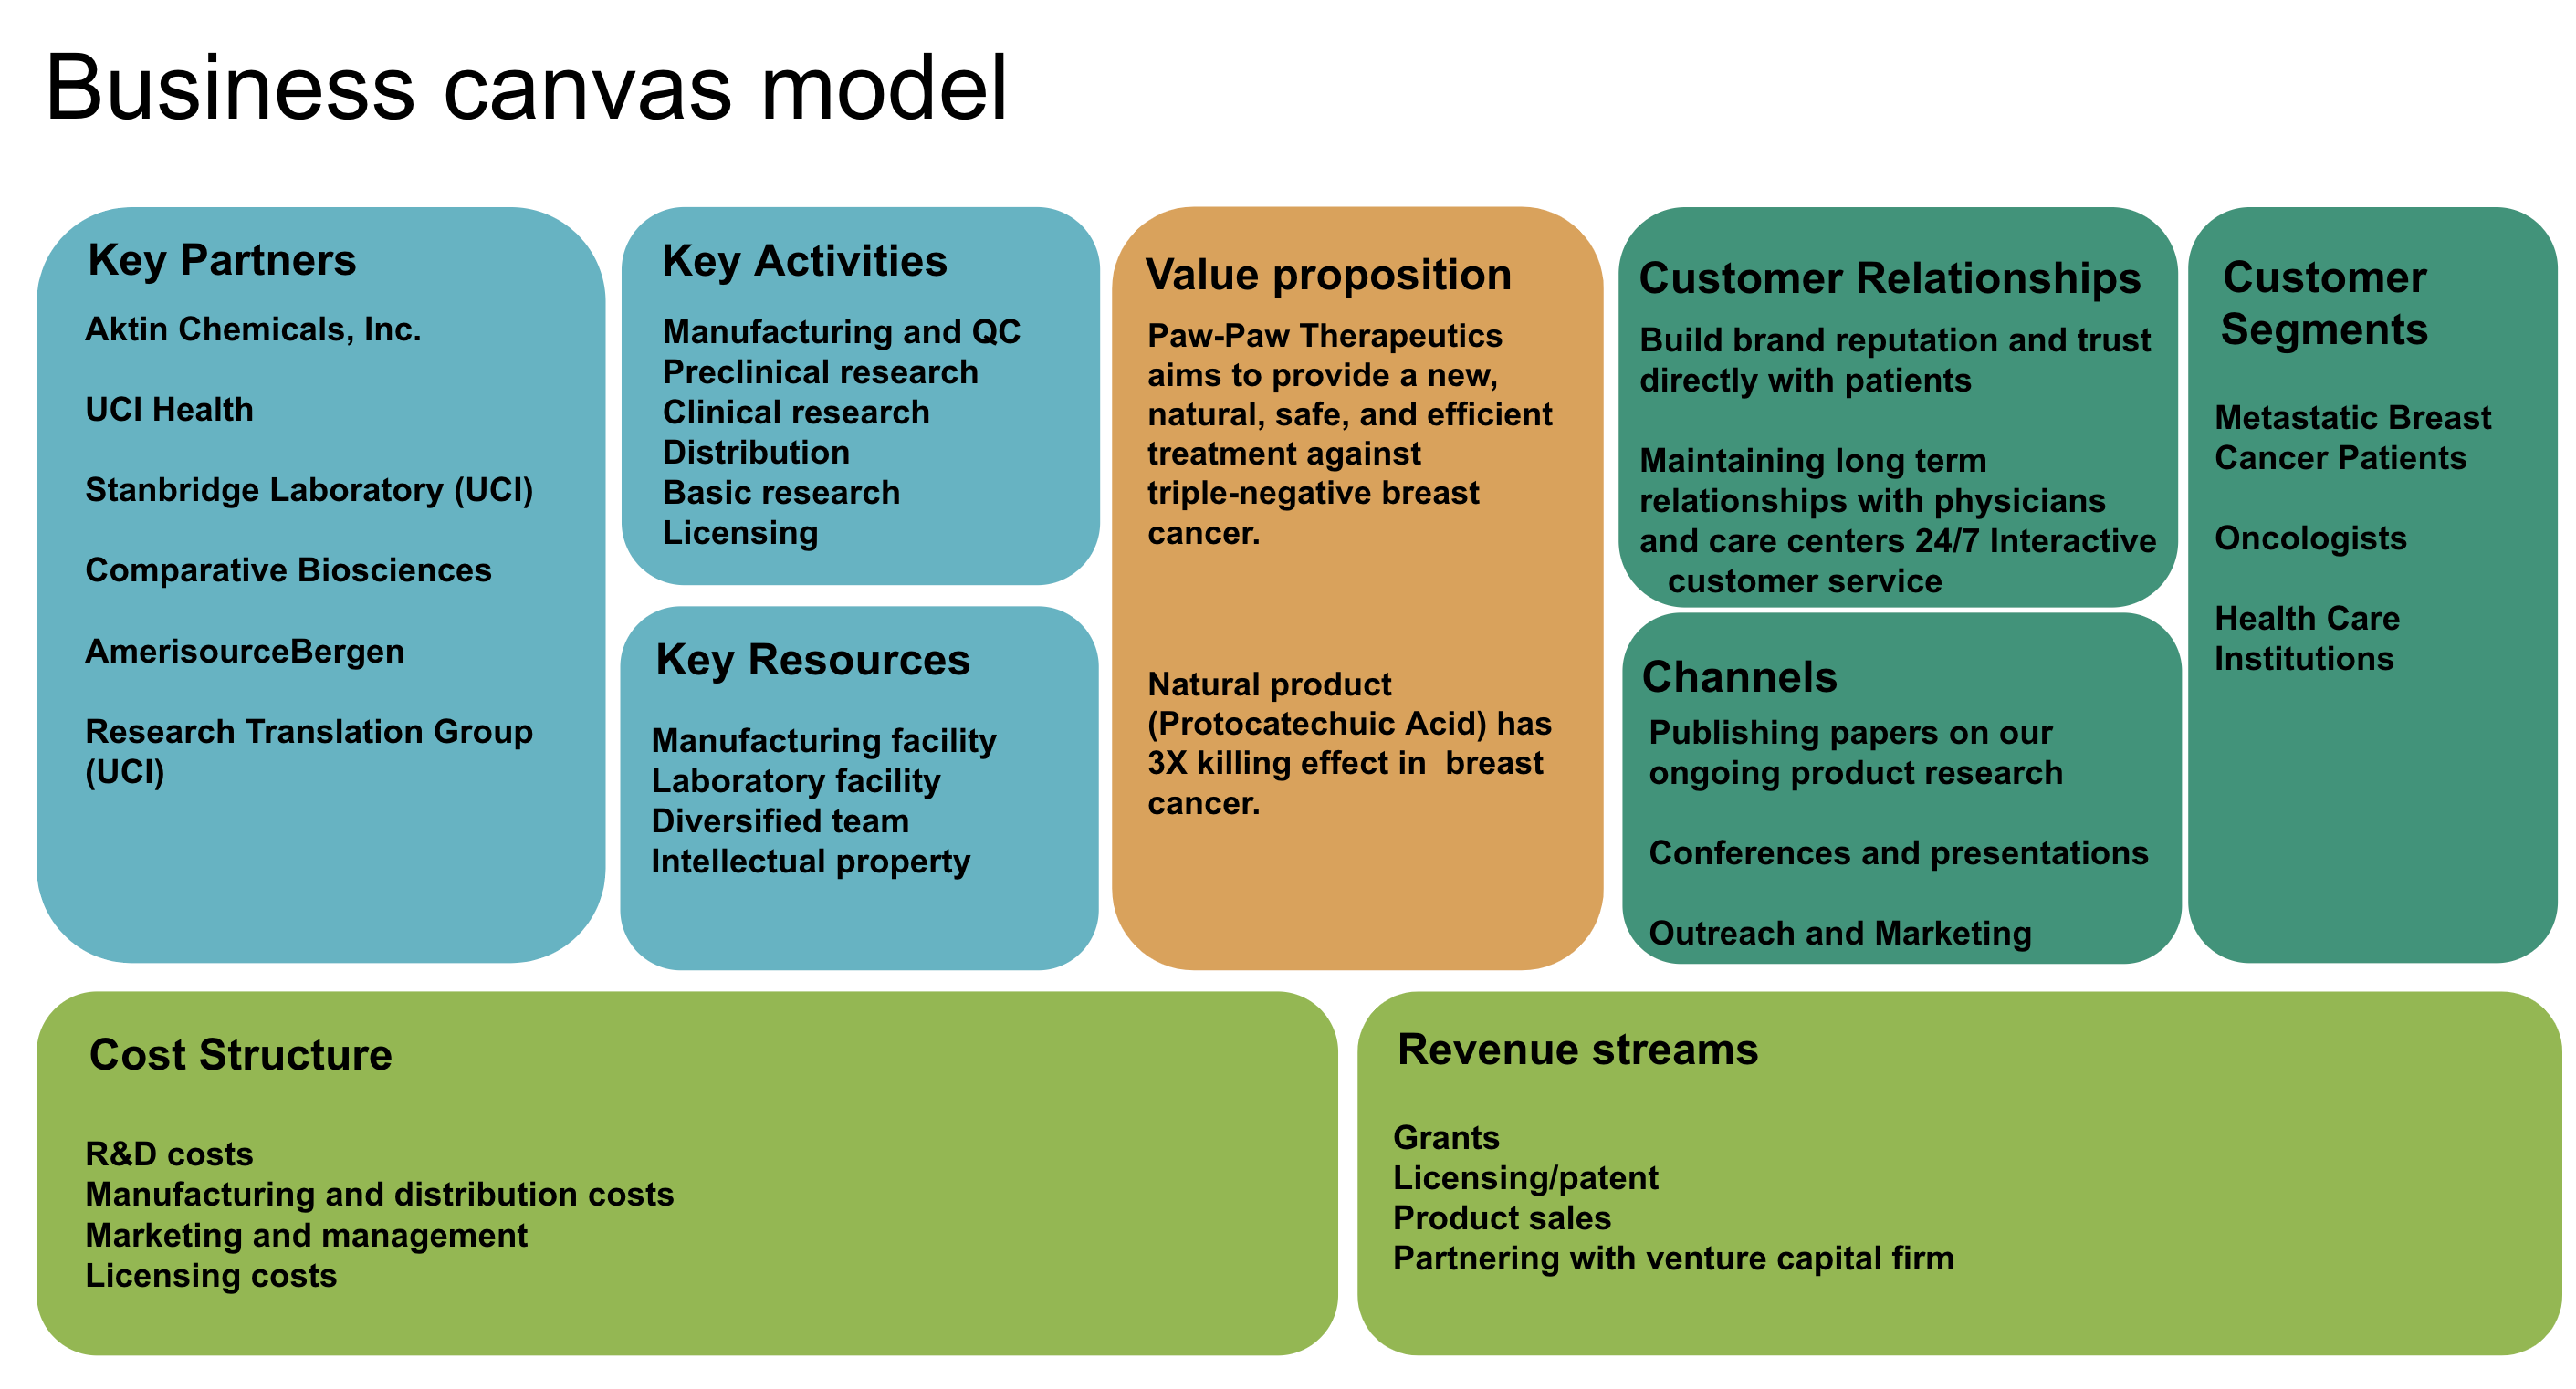 Business canvas model
Key Partners
Aktin Chemicals, Inc.
UCI Health
Stanbridge Laboratory (UCI)
Comparative Biosciences
AmerisourceBergen
Research Translation Group
(UCI)
Key Activities
Manufacturing and QC
Preclinical research
Clinical research
Distribution
Basic research
Licensing
Key Resources
Manufacturing facility
Laboratory facility
Diversified team
Intellectual property
Value proposition
Paw-Paw Therapeutics
aims to provide a new,
natural, safe, and efficient
treatment against
triple-negative breast
cancer.
Natural product
(Protocatechuic Acid) has
3X killing effect in  breast
cancer.
Customer Relationships
Build brand reputation and trust
directly with patients
Maintaining long term
relationships with physicians
and care centers 24/7 Interactive
customer service
Channels
Publishing papers on our
ongoing product research
Conferences and presentations
Outreach and Marketing
Customer
Segments
Metastatic Breast
Cancer Patients
Oncologists
Health Care
Institutions
Cost Structure
R&D costs
Manufacturing and distribution costs
Marketing and management
Licensing costs
Revenue streams
Grants
Licensing/patent
Product sales
Partnering with venture capital firm